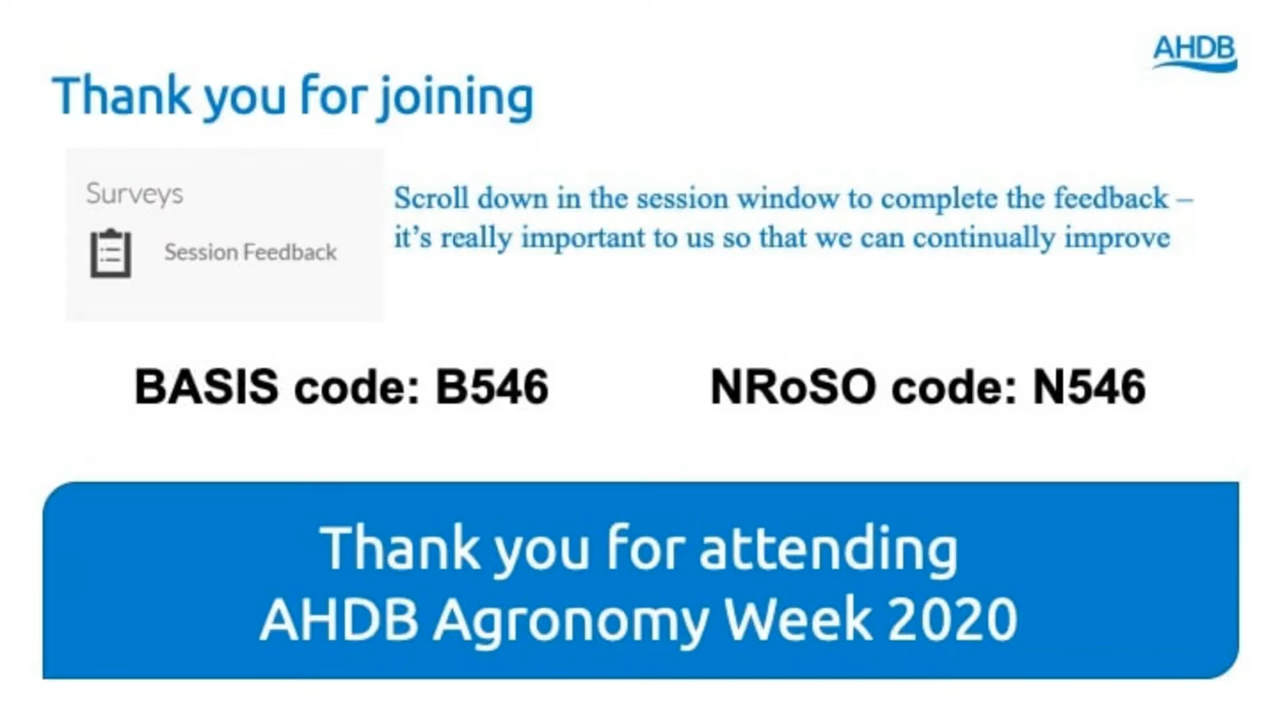 AHDB
Thank you for joining
Surveys
Session Feedback
Scroll down in the session window to complete the feedback –
it's really important to us so that we can continually improve
BASIS code: B546
NRoSO code: N546
Thank you for attending
AHDB Agronomy Week 2020